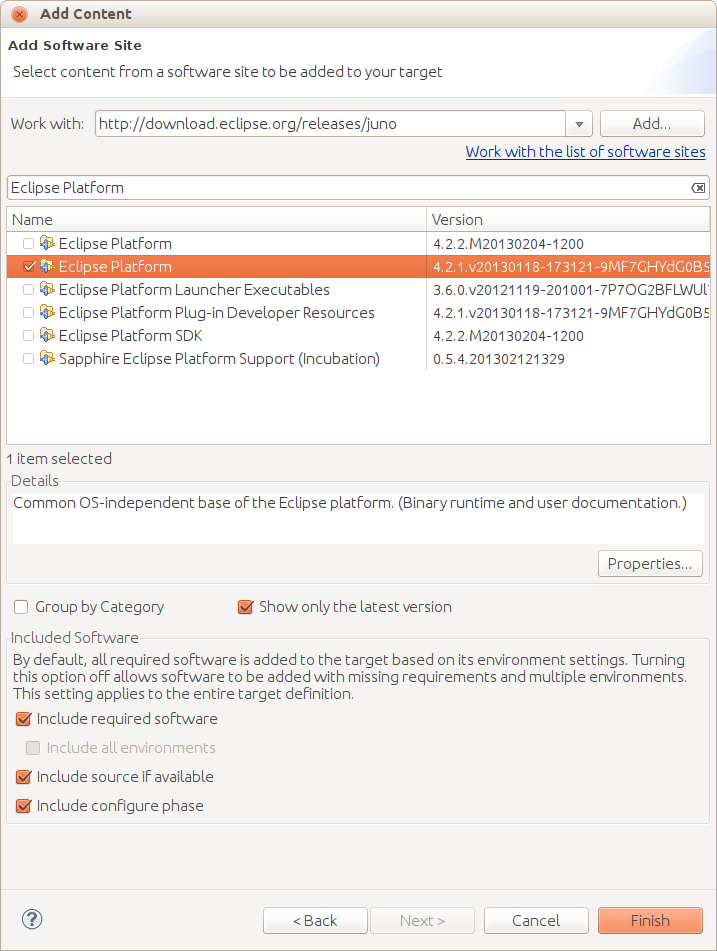 Add Content
Add Software Site
Select content from a software site to be added to your target
Work with: http://download.eclipse.org/releases/juno Add...
Work with the list of software sites
Eclipse Platform
Name Version
Eclipse Platform 4.2.2.M20130204-1200
Eclipse Platform 4.2.1.v20130118-173121-9MF7GHYdG0B5
Eclipse Platform Launcher Executables 3.6.0.v20121119-201001-7P7OG2BFLWUl
Eclipse Platform Plug-in Developer Resources 4.2.1.v20130118-173121-9MF7GHYdG0B5
Eclipse Platform SDK 4.2.2.M20130204-1200
Sapphire Eclipse Platform Support (Incubation) 0.5.4.201302121329
1 item selected
Details
Common OS-independent base of the Eclipse platform. (Binary runtime and user documentation.)
Properties...
Group by Category Show only the latest version
Included Software
By default, all required software is added to the target based on its environment settings. Turning
this option off allows software to be added with missing requirements and multiple environments.
This setting applies to the entire target definition.
Include required software
Include all environments
Include source if available
Include configure phase
? < Back Next > Cancel Finish